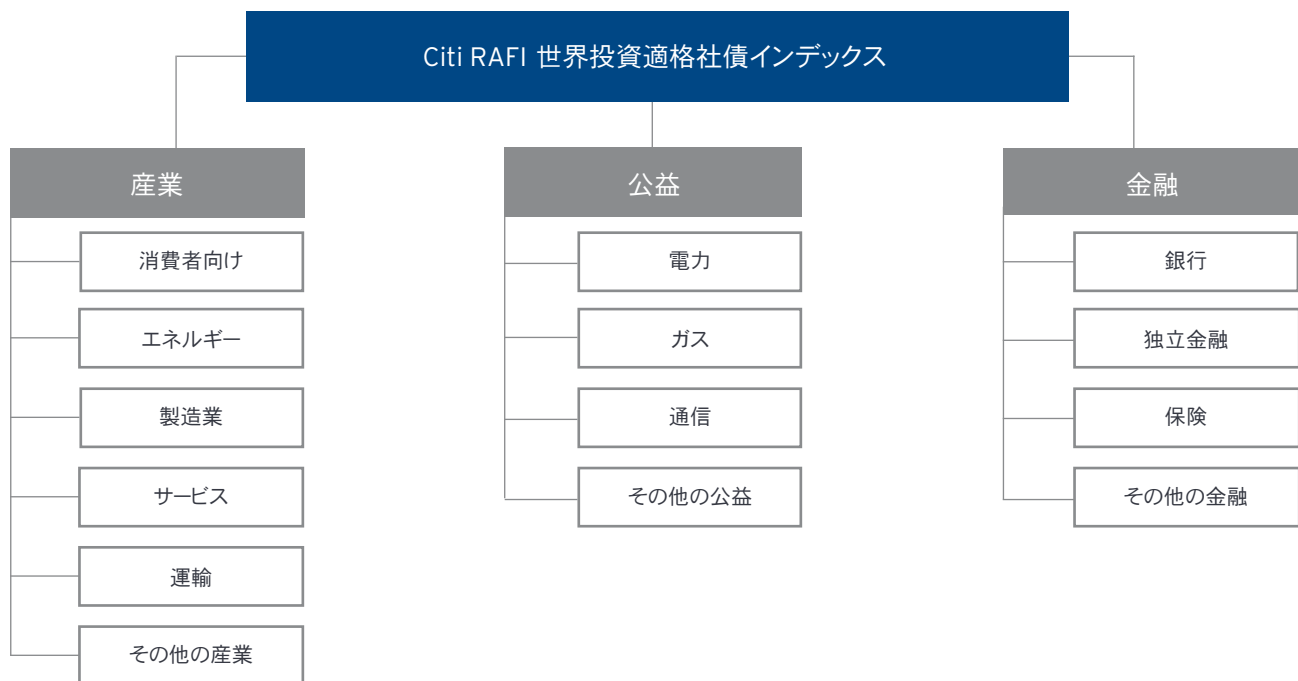 Citi RAFI 世界投資適格社債インデックス
産業
消費者向け
エネルギー
製造業
サービス
運輸
その他の産業
公益
電力
ガス
通信
その他の公益
金融
銀行
独立金融
保険
その他の金融